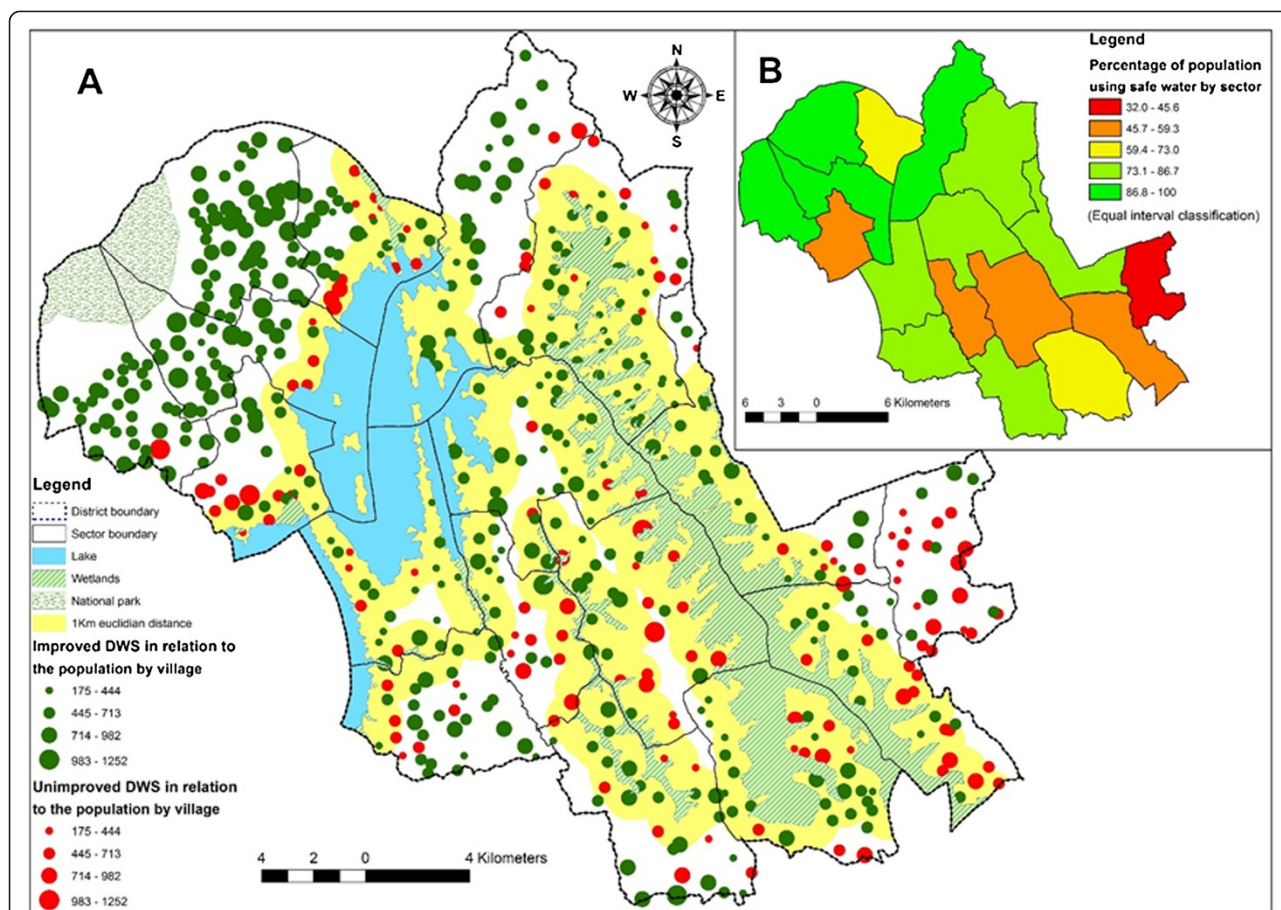 A
N
W
E
S
B
Legend
Percentage of population
using safe water by sector
32.0 - 45.6
45.7 - 59.3
59.4 - 73.0
73.1 - 86.7
86.8 - 100
(Equal interval classification)
6 3 0 6 Kilometers
Legend
District boundary
Sector boundary
Lake
Wetlands
National park
1Km euclidian distance
Improved DWS in relation to
the population by village
175 - 444
445 - 713
714 - 982
983 - 1252
Unimproved DWS in relation
to the population by village
175 - 444
445 - 713
714 - 982
983 - 1252
4 2 0 4 Kilometers